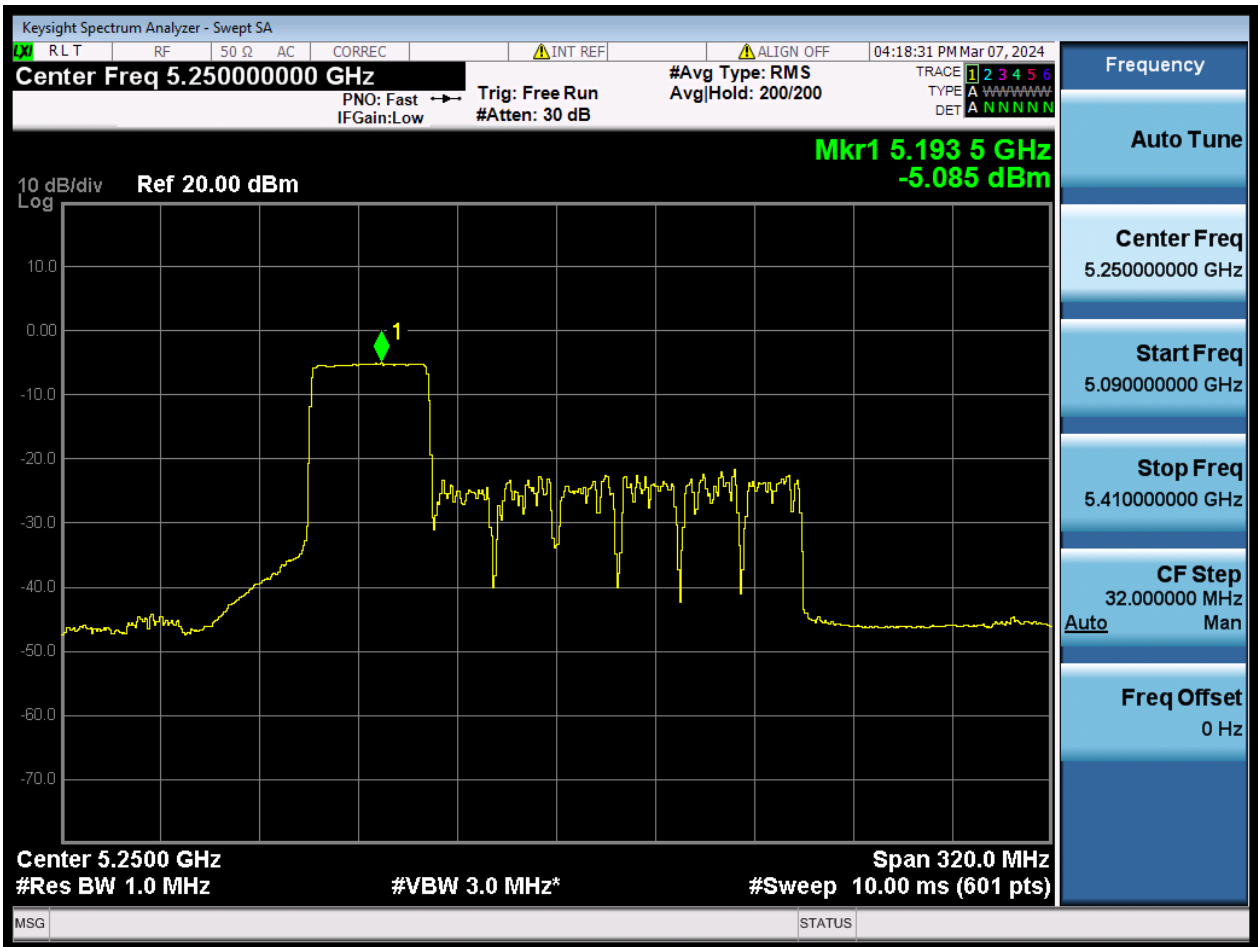 Keysight Spectrum Analyzer - Swept SA
LXI RLT RF 50 Ω AC CORREC INT REF ALIGN OFF 04:18:31 PM Mar 07, 2024
Center Freq 5.250000000 GHz
PNO: Fast
IFGain:Low
Trig: Free Run
#Atten: 30 dB
#Avg Type: RMS
Avg|Hold: 200/200
TRACE 1 2 3 4 5 6
TYPE A WWWWW
DET A N N N N N
Mkr1 5.193 5 GHz
-5.085 dBm
10 dB/div Ref 20.00 dBm
Log
10.0
0.00
-10.0
-20.0
-30.0
-40.0
-50.0
-60.0
-70.0
1
Center 5.2500 GHz Span 320.0 MHz
#Res BW 1.0 MHz #VBW 3.0 MHz* #Sweep 10.00 ms (601 pts)
MSG STATUS
Frequency
Auto Tune
Center Freq
5.250000000 GHz
Start Freq
5.090000000 GHz
Stop Freq
5.410000000 GHz
CF Step
32.000000 MHz
Auto Man
Freq Offset
0 Hz